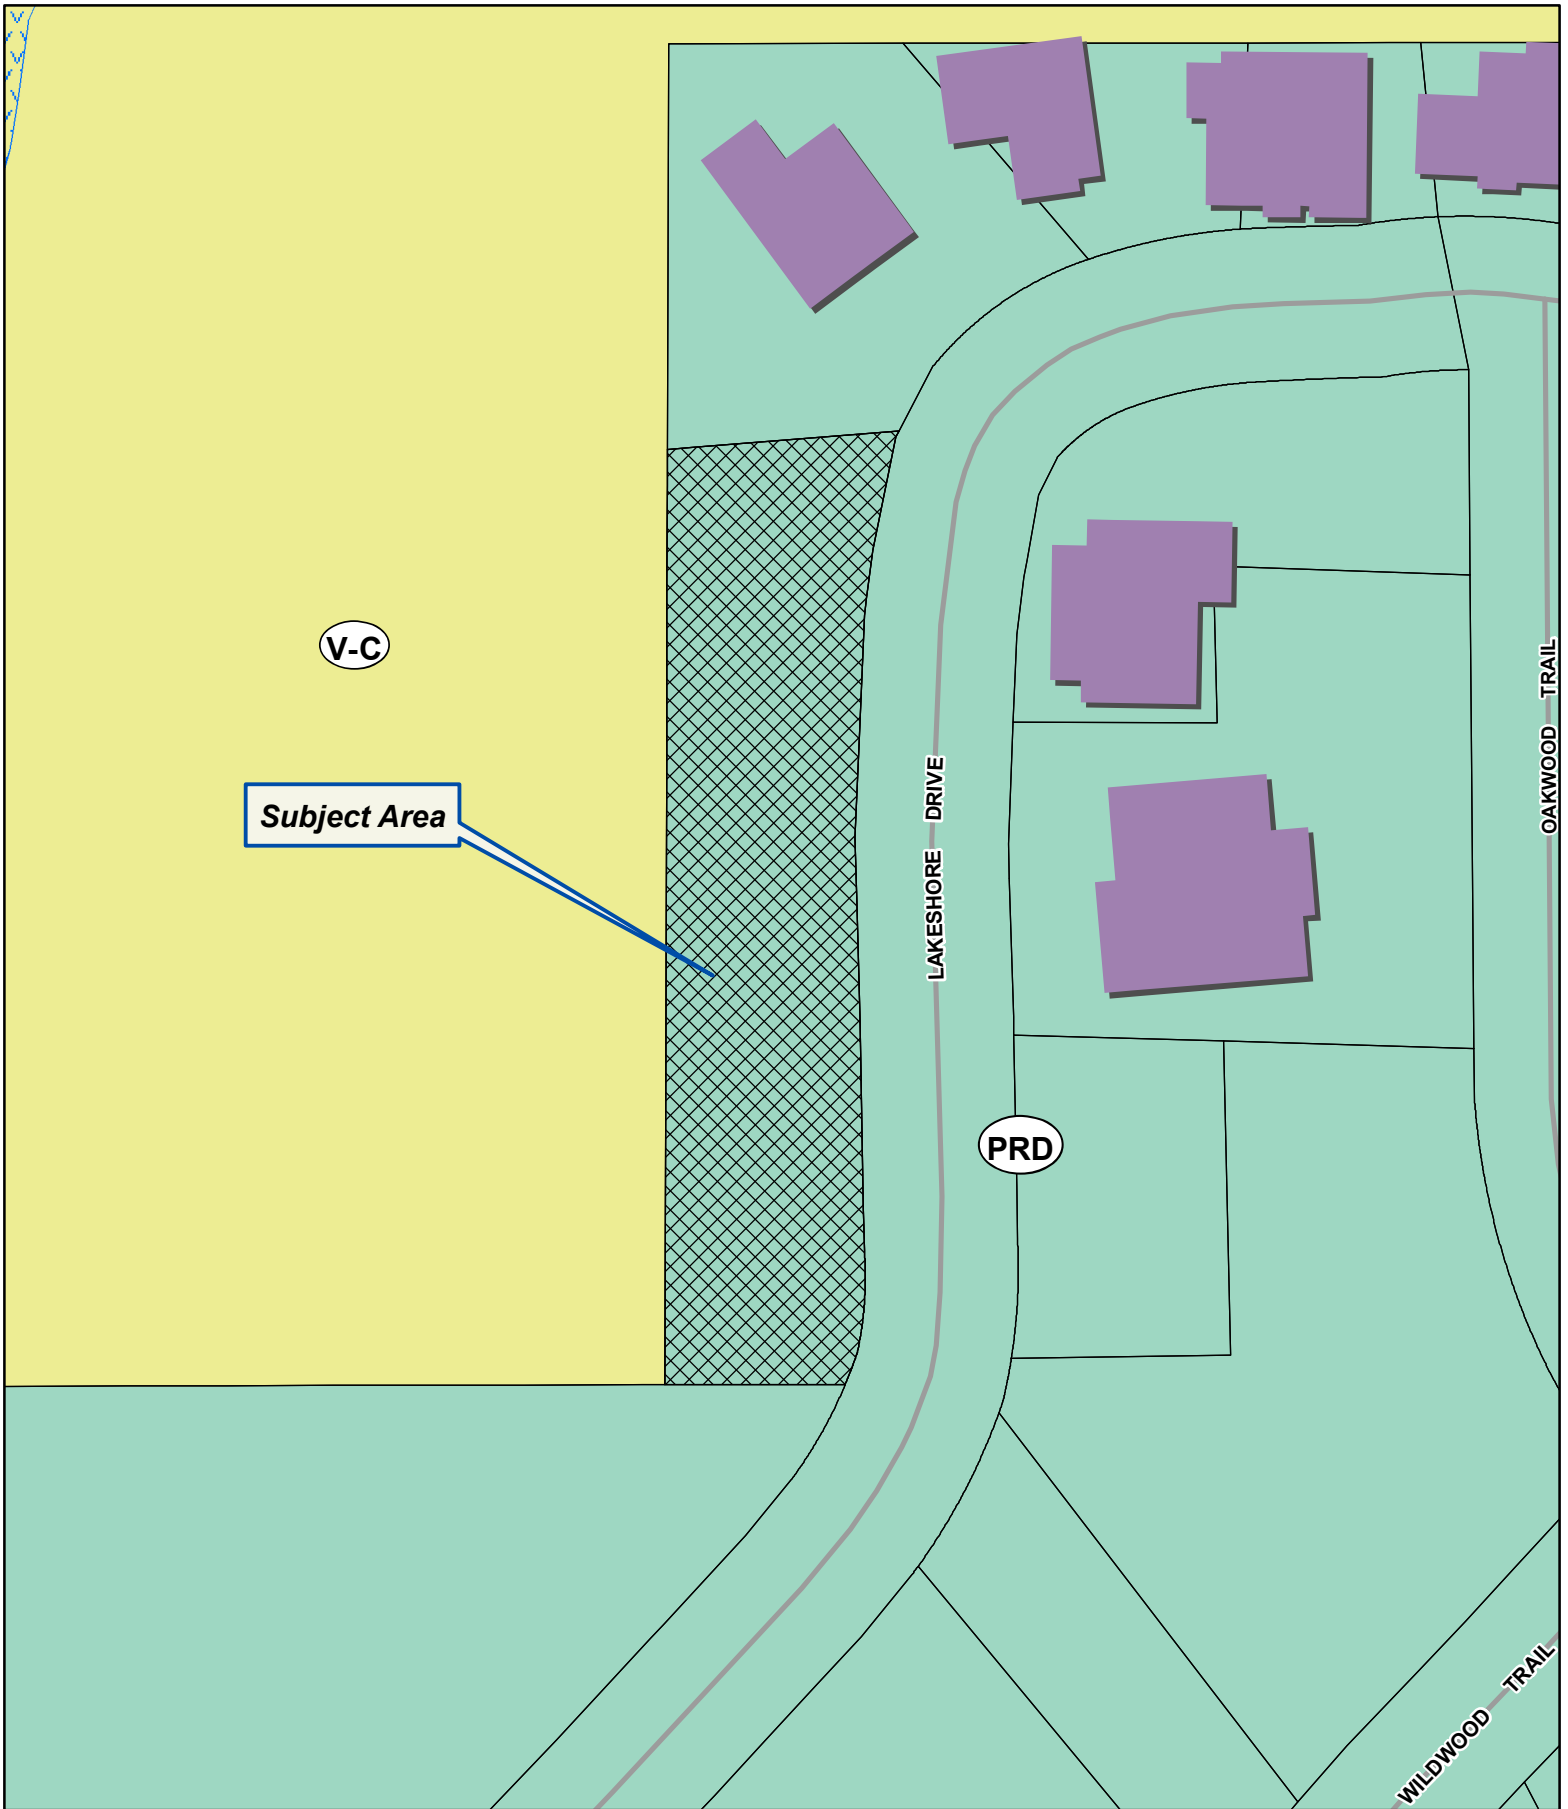 V-C
Subject Area
LAKESHORE DRIVE
OAKWOOD TRAIL
PRD
WILDWOOD TRAIL